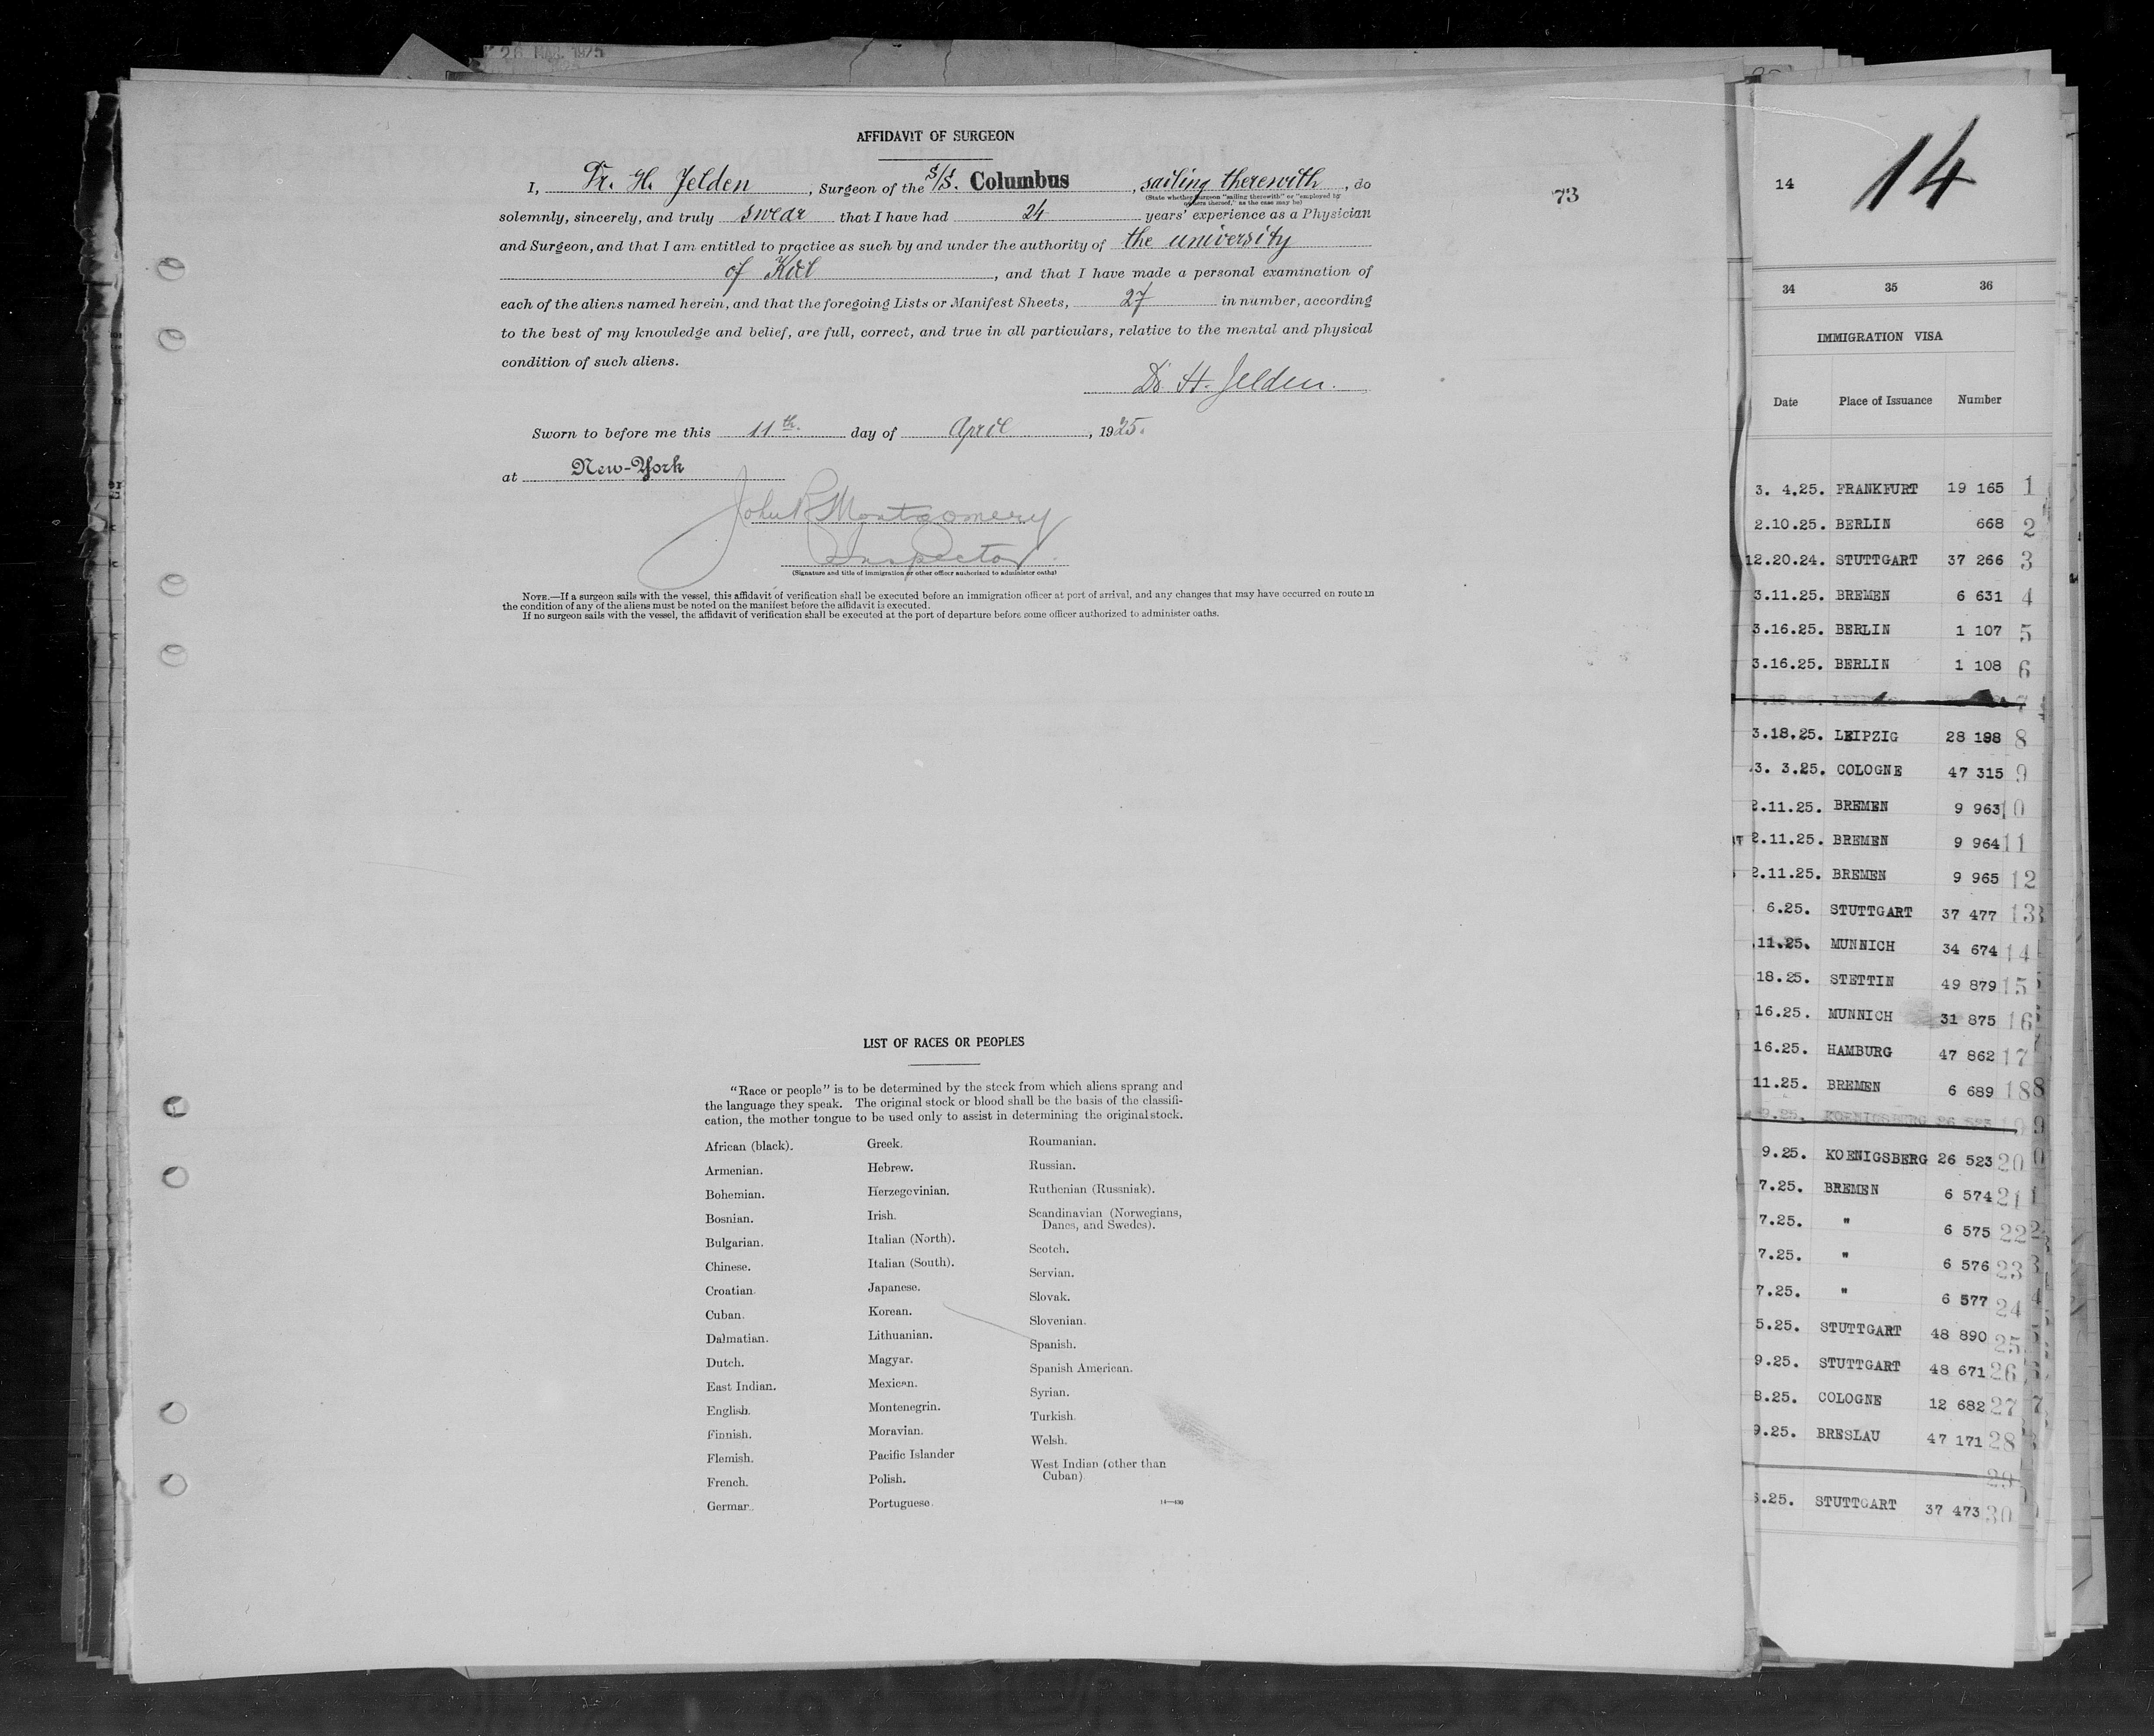 26 MAR 1925
AFFIDAVIT OF SURGEON
I, Dr. H. Jelden, Surgeon of the S/S. Columbus, sailing therewith, do
(State whether surgeon "sailing therewith" or "employed by
owners thereof," as the case may be)
solemnly, sincerely, and truly swear that I have had 24 years' experience as a Physician
and Surgeon, and that I am entitled to practice as such by and under the authority of the university
of Kiel, and that I have made a personal examination of
each of the aliens named herein, and that the foregoing Lists or Manifest Sheets, 27 in number, according
to the best of my knowledge and belief, are full, correct, and true in all particulars, relative to the mental and physical
condition of such aliens.
Dr. H. Jelden.
Sworn to before me this 11th. day of April, 1925.
at New-York
John R Montgomery
Inspector
(Signature and title of immigration or other officer authorized to administer oaths)
NOTE.—If a surgeon sails with the vessel, this affidavit of verification shall be executed before an immigration officer at port of arrival, and any changes that may have occurred en route in
the condition of any of the aliens must be noted on the manifest before the affidavit is executed.
If no surgeon sails with the vessel, the affidavit of verification shall be executed at the port of departure before some officer authorized to administer oaths.
73
LIST OF RACES OR PEOPLES
"Race or people" is to be determined by the stock from which aliens sprang and
the language they speak. The original stock or blood shall be the basis of the classifi-
cation, the mother tongue to be used only to assist in determining the original stock.
African (black).
Armenian.
Bohemian.
Bosnian.
Bulgarian.
Chinese.
Croatian.
Cuban.
Dalmatian.
Dutch.
East Indian.
English.
Finnish.
Flemish.
French.
German.
Greek.
Hebrew.
Herzegovinian.
Irish.
Italian (North).
Italian (South).
Japanese.
Korean.
Lithuanian.
Magyar.
Mexican.
Montenegrin.
Moravian.
Pacific Islander
Polish.
Portuguese.
Roumanian.
Russian.
Ruthenian (Russniak).
Scandinavian (Norwegians,
Danes, and Swedes).
Scotch.
Servian.
Slovak.
Slovenian.
Spanish.
Spanish American.
Syrian.
Turkish.
Welsh.
West Indian (other than
Cuban)
14
14
34 35 36
IMMIGRATION VISA
Date Place of Issuance Number
3. 4.25. FRANKFURT 19 165 1
2.10.25. BERLIN 668 2
12.20.24. STUTTGART 37 266 3
3.11.25. BREMEN 6 631 4
3.16.25. BERLIN 1 107 5
3.16.25. BERLIN 1 108 6
7
3.18.25. LEIPZIG 28 198 8
3. 3.25. COLOGNE 47 315 9
2.11.25. BREMEN 9 963 10
2.11.25. BREMEN 9 964 11
2.11.25. BREMEN 9 965 12
6.25. STUTTGART 37 477 13
.11.25. MUNNICH 34 674 14
18.25. STETTIN 49 879 15
16.25. MUNNICH 31 875 16
16.25. HAMBURG 47 862 17
11.25. BREMEN 6 689 18
9.25. KOENIGSBERG 26 523 19
9.25. KOENIGSBERG 26 523 20
7.25. BREMEN 6 574 21
7.25. " 6 575 22
7.25. " 6 576 23
7.25. " 6 577 24
5.25. STUTTGART 48 890 25
9.25. STUTTGART 48 671 26
8.25. COLOGNE 12 682 27
9.25. BRESLAU 47 171 28
29
5.25. STUTTGART 37 473 30